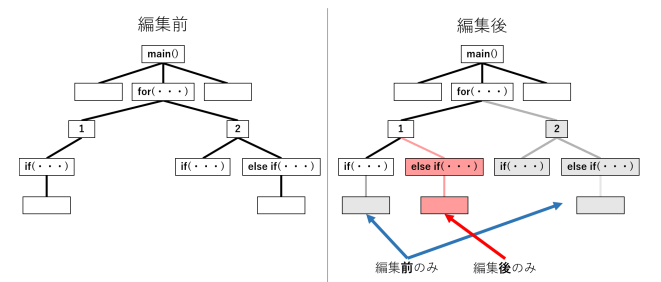 編集前
main()
for(・・・)
1
2
if(・・・)
if(・・・)
else if(・・・)
編集後
main()
for(・・・)
1
2
if(・・・)
else if(・・・)
if(・・・)
else if(・・・)
編集前のみ
編集後のみ